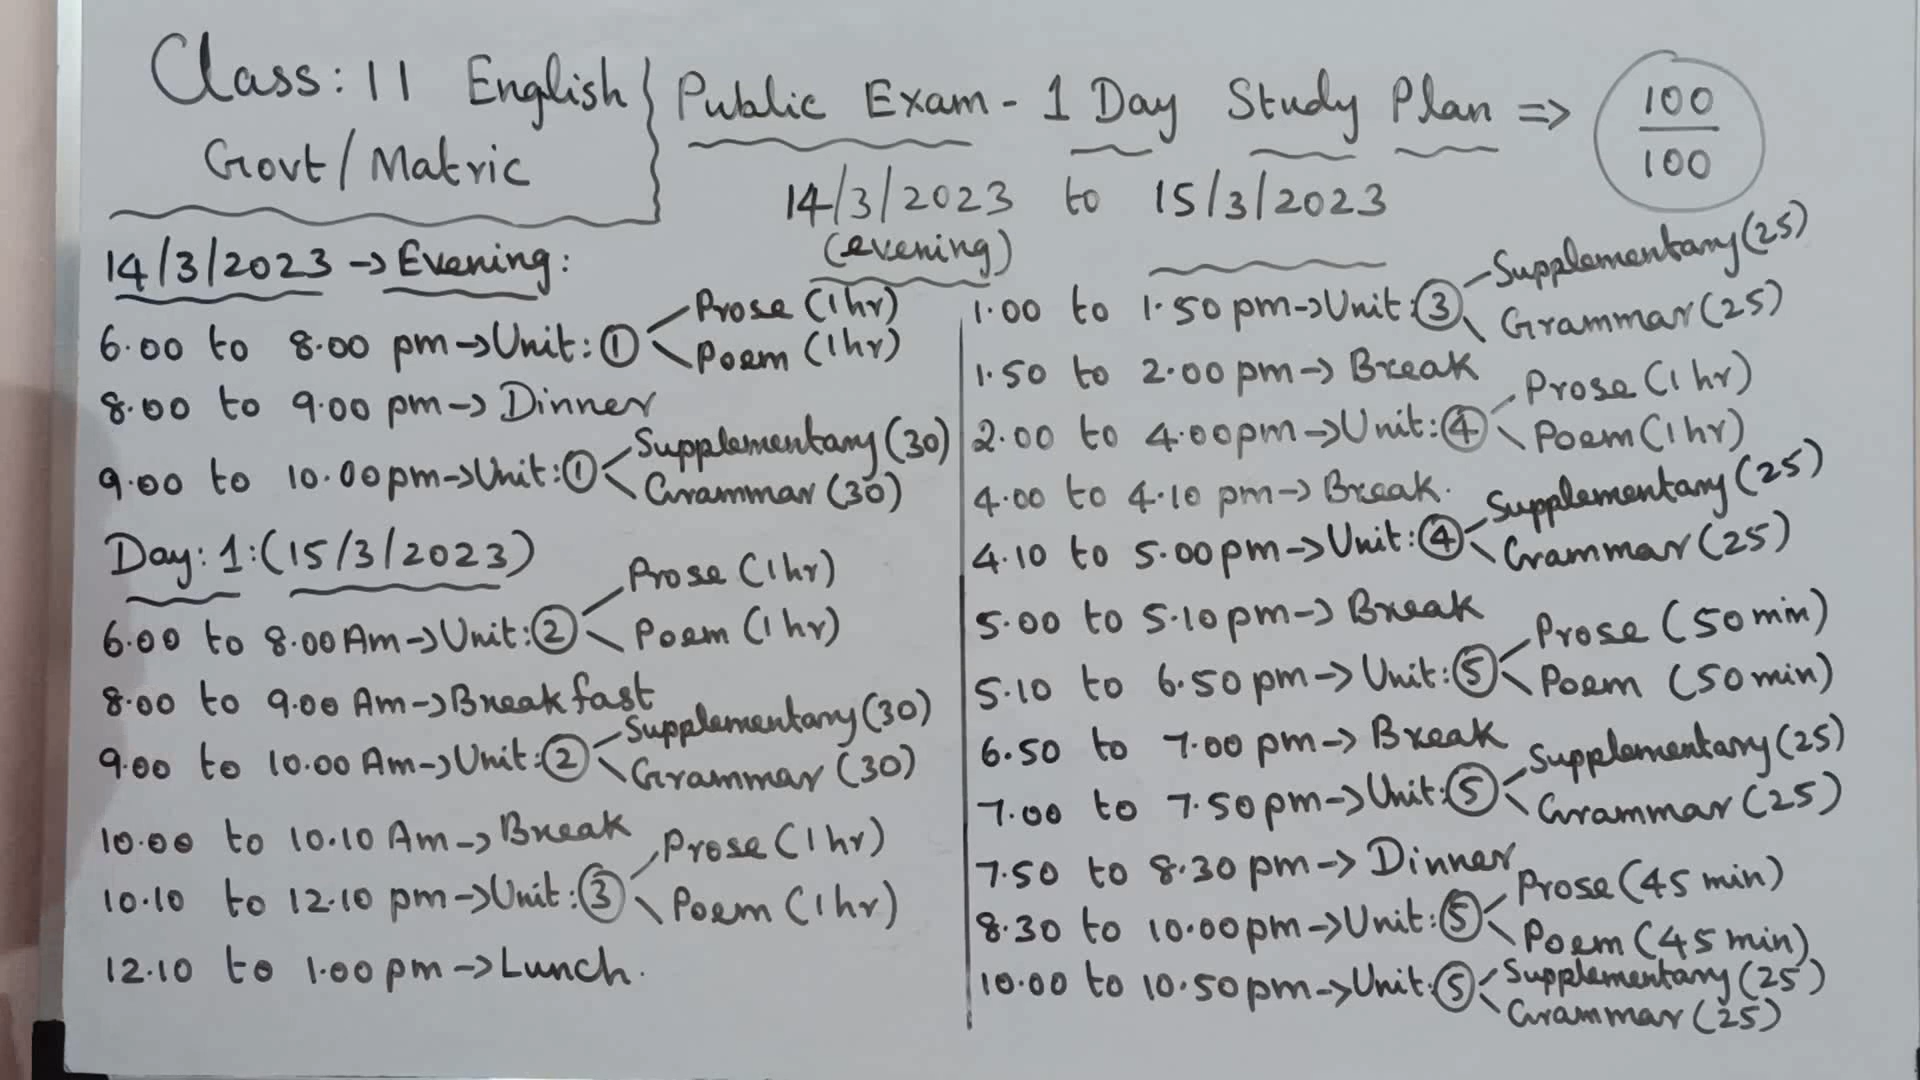 Class: 11 English
Govt/Matric
Public Exam - 1 Day Study Plan => 100/100
14/3/2023 to 15/3/2023
(evening)
14/3/2023 -> Evening:
6.00 to 8.00 pm -> Unit: ①
Prose (1hr)
Poem (1hr)
8.00 to 9.00 pm -> Dinner
9.00 to 10.00 pm -> Unit: ①
Supplementary (30)
Grammar (30)
Day: 1: (15/3/2023)
6.00 to 8.00 Am -> Unit: ②
Prose (1hr)
Poem (1hr)
8.00 to 9.00 Am -> Breakfast
9.00 to 10.00 Am -> Unit: ②
Supplementary (30)
Grammar (30)
10.00 to 10.10 Am -> Break
10.10 to 12.10 pm -> Unit: ③
Prose (1hr)
Poem (1hr)
12.10 to 1.00 pm -> Lunch.
1.00 to 1.50 pm -> Unit: ③
Supplementary (25)
Grammar (25)
1.50 to 2.00 pm -> Break
2.00 to 4.00 pm -> Unit: ④
Prose (1 hr)
Poem (1hr)
4.00 to 4.10 pm -> Break.
4.10 to 5.00 pm -> Unit: ④
Supplementary (25)
Grammar (25)
5.00 to 5.10 pm -> Break
5.10 to 6.50 pm -> Unit: ⑤
Prose (50 min)
Poem (50 min)
6.50 to 7.00 pm -> Break
7.00 to 7.50 pm -> Unit: ⑤
Supplementary (25)
Grammar (25)
7.50 to 8.30 pm -> Dinner
8.30 to 10.00 pm -> Unit: ⑤
Prose (45 min)
Poem (45 min)
10.00 to 10.50 pm -> Unit: ⑤
Supplementary (25)
Grammar (25)